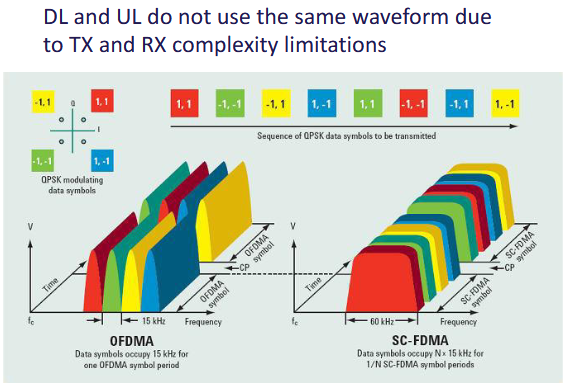 DL and UL do not use the same waveform due
to TX and RX complexity limitations
-1, 1
1, 1
Q
I
-1,-1
1,-1
QPSK modulating
data symbols
1, 1
-1,-1
-1, 1
1,-1
1, 1
-1,-1
-1, 1
1,-1
Sequence of QPSK data symbols to be transmitted
V
Time
fc
15 kHz
Frequency
OFDMA
symbol
CP
OFDMA
symbol
OFDMA
Data symbols occupy 15 kHz for
one OFDMA symbol period
V
Time
fc
60 kHz
Frequency
SC-FDMA
symbol
CP
SC-FDMA
symbol
SC-FDMA
Data symbols occupy N× 15 kHz for
1/N SC-FDMA symbol periods